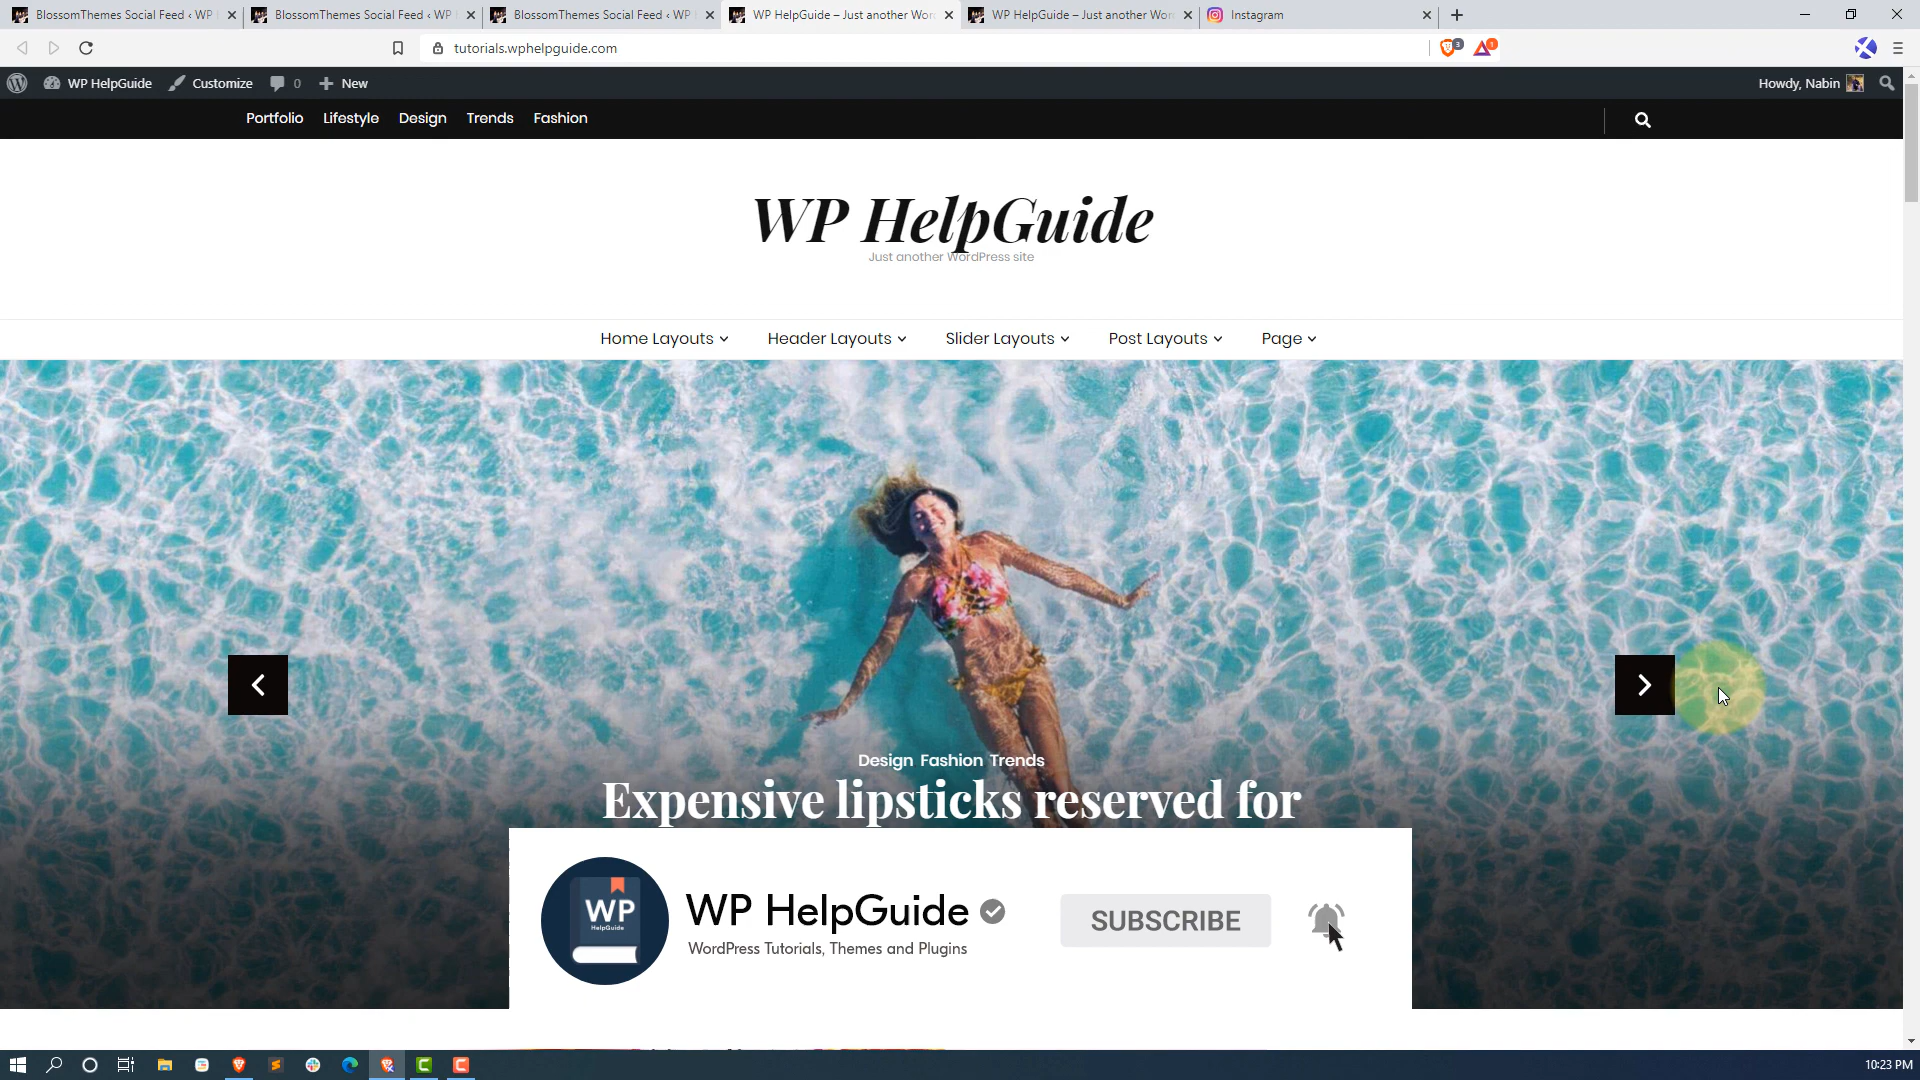 BlossomThemes Social Feed ‹ WP
BlossomThemes Social Feed ‹ WP
BlossomThemes Social Feed ‹ WP
WP HelpGuide – Just another Wor
WP HelpGuide – Just another Wor
Instagram
tutorials.wphelpguide.com
3
1
WP HelpGuide
Customize
0
New
Howdy, Nabin
Portfolio
Lifestyle
Design
Trends
Fashion
WP HelpGuide
Just another WordPress site
Home Layouts
Header Layouts
Slider Layouts
Post Layouts
Page
Design Fashion Trends
Expensive lipsticks reserved for
WP
HelpGuide
WP HelpGuide
WordPress Tutorials, Themes and Plugins
SUBSCRIBE
10:23 PM